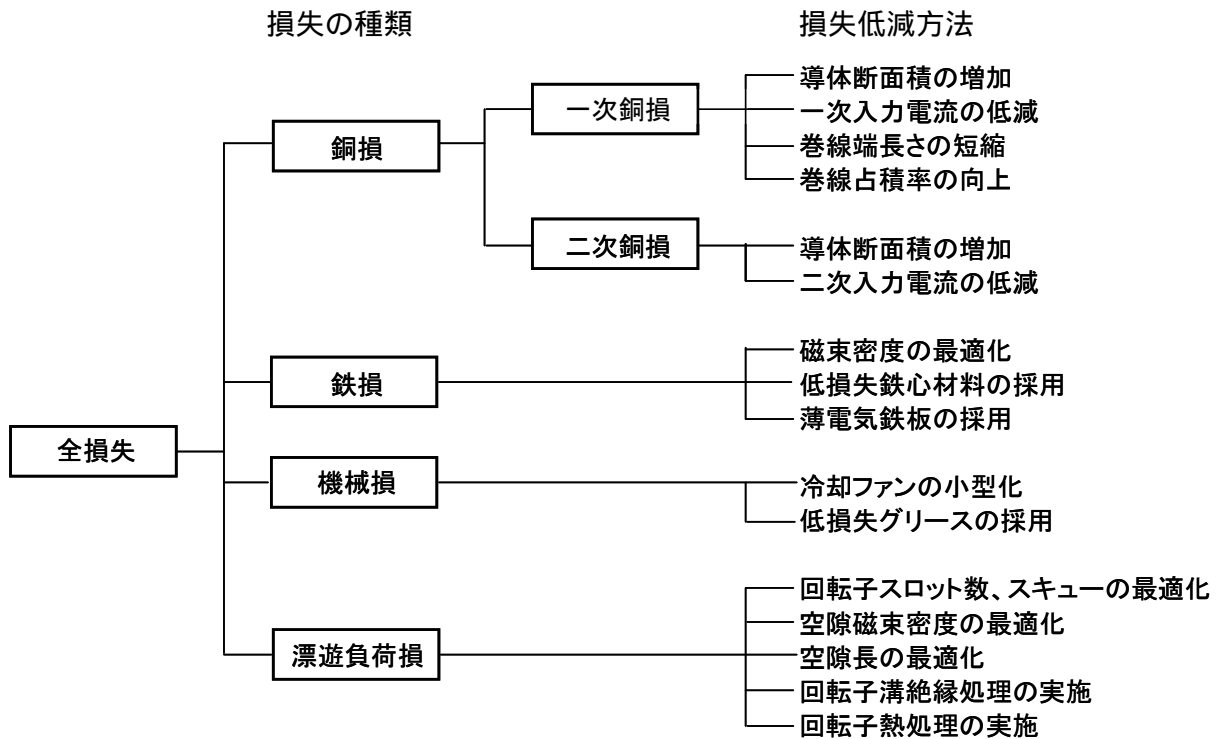 損失の種類
損失低減方法
全損失
銅損
一次銅損
導体断面積の増加
一次入力電流の低減
巻線端長さの短縮
巻線占積率の向上
二次銅損
導体断面積の増加
二次入力電流の低減
鉄損
磁束密度の最適化
低損失鉄心材料の採用
薄電気鉄板の採用
機械損
冷却ファンの小型化
低損失グリースの採用
漂遊負荷損
回転子スロット数、スキューの最適化
空隙磁束密度の最適化
空隙長の最適化
回転子溝絶縁処理の実施
回転子熱処理の実施